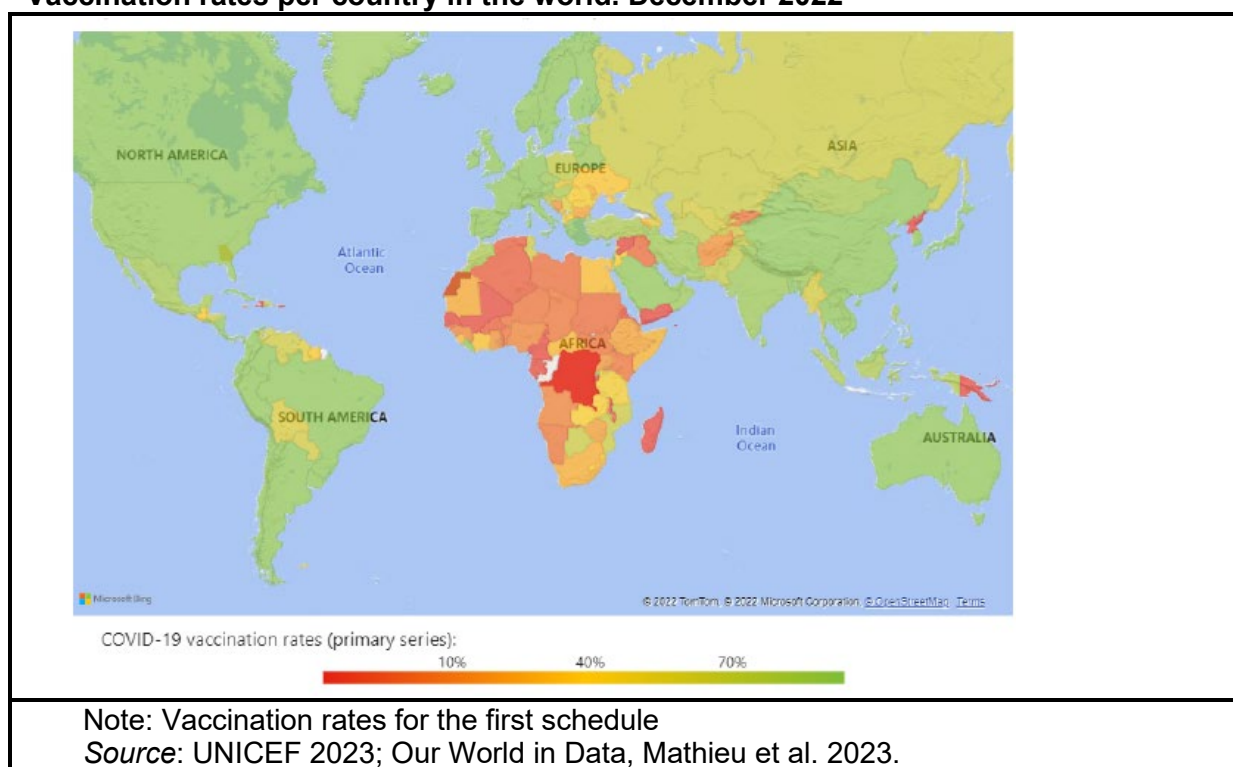 Vaccination rates per country in the world. December 2022
NORTH AMERICA
ASIA
EUROPE
Atlantic
Ocean
AFRICA
SOUTH AMERICA
Indian
Ocean
AUSTRALIA
Microsoft Bing
© 2022 TomTom, © 2022 Microsoft Corporation, © OpenStreetMap Terms
COVID-19 vaccination rates (primary series):
10% 40% 70%
Note: Vaccination rates for the first schedule
Source: UNICEF 2023; Our World in Data, Mathieu et al. 2023.